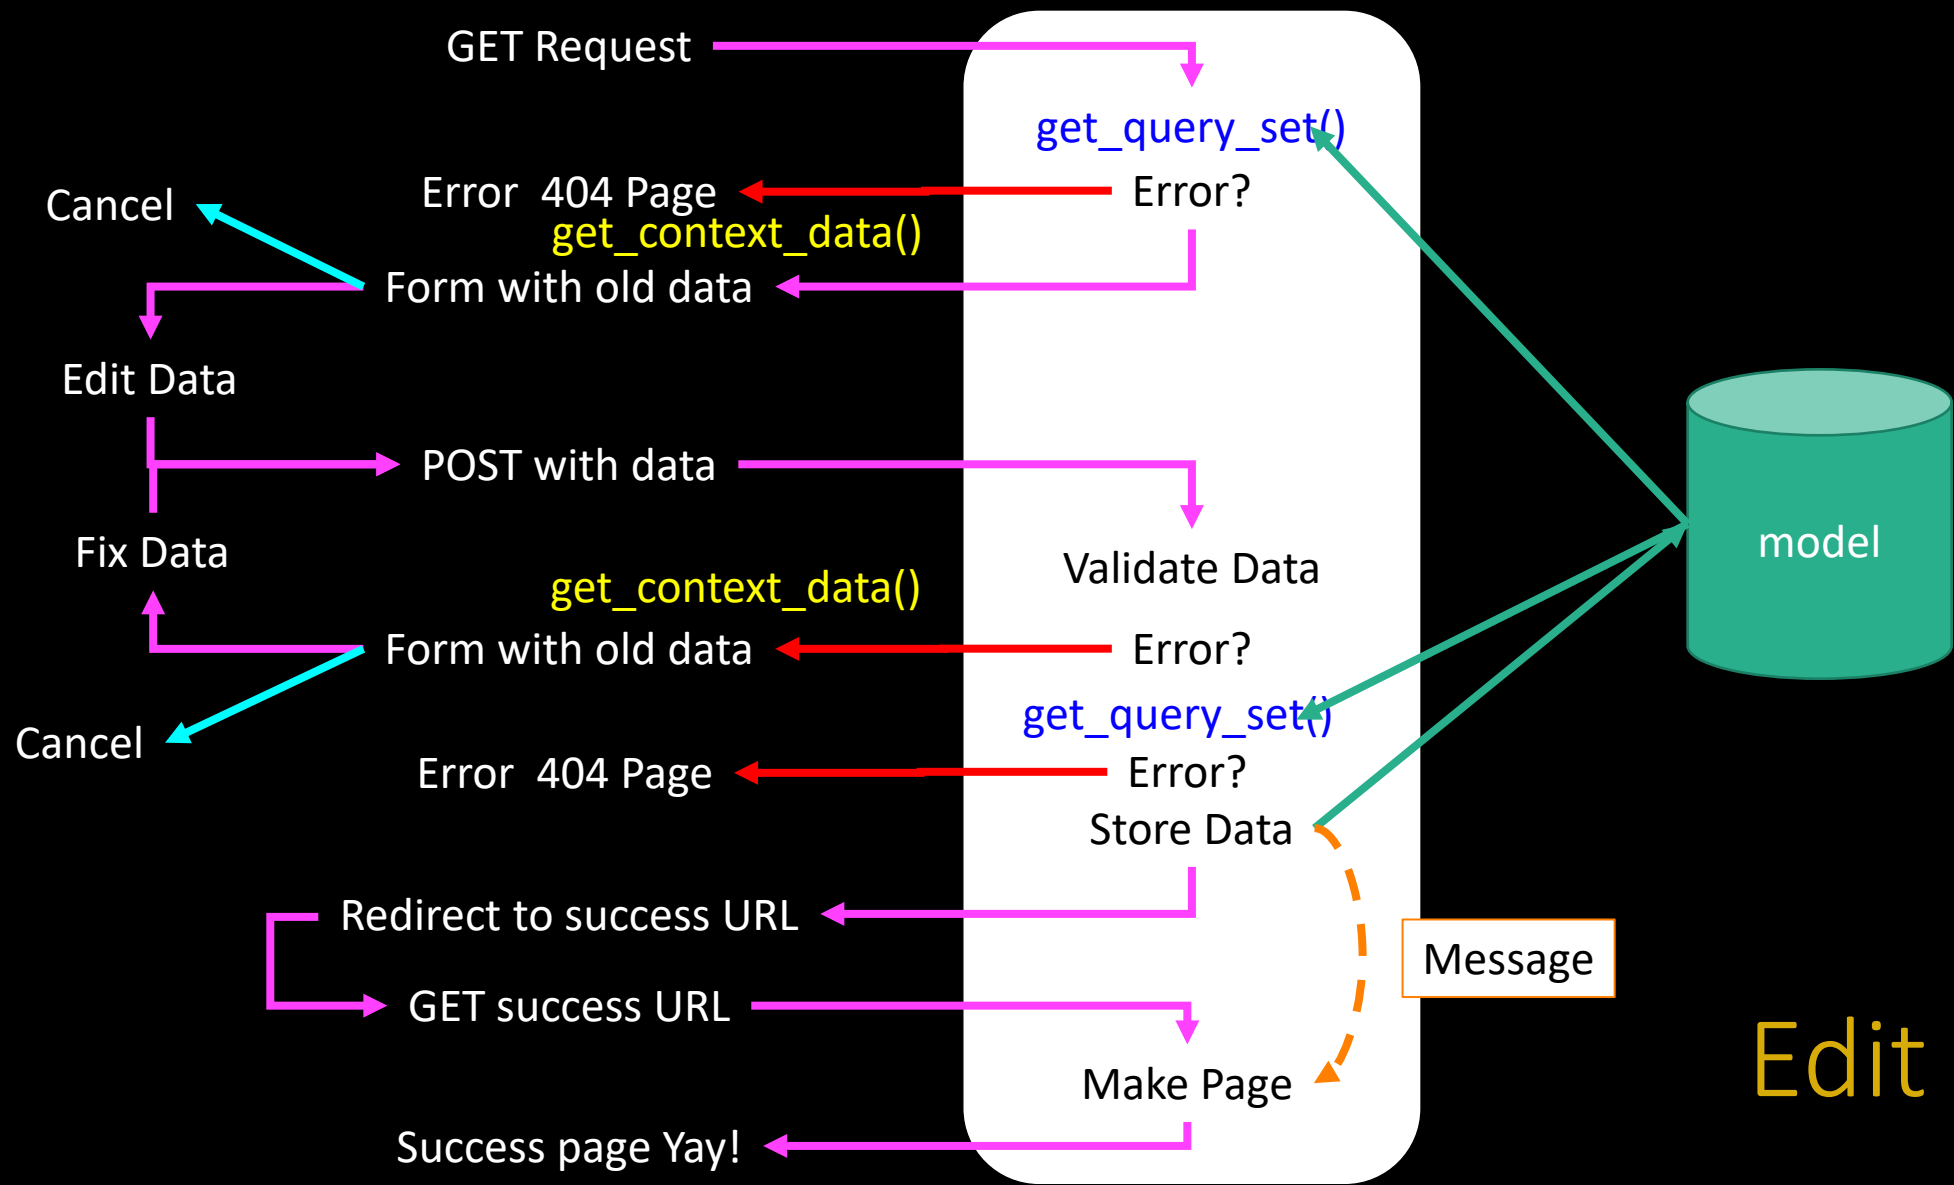 GET Request
get_query_set()
Error 404 Page
Error?
Cancel
get_context_data()
Form with old data
Edit Data
POST with data
Fix Data
Validate Data
model
get_context_data()
Form with old data
Error?
get_query_set()
Cancel
Error 404 Page
Error?
Store Data
Redirect to success URL
Message
GET success URL
Edit
Make Page
Success page Yay!